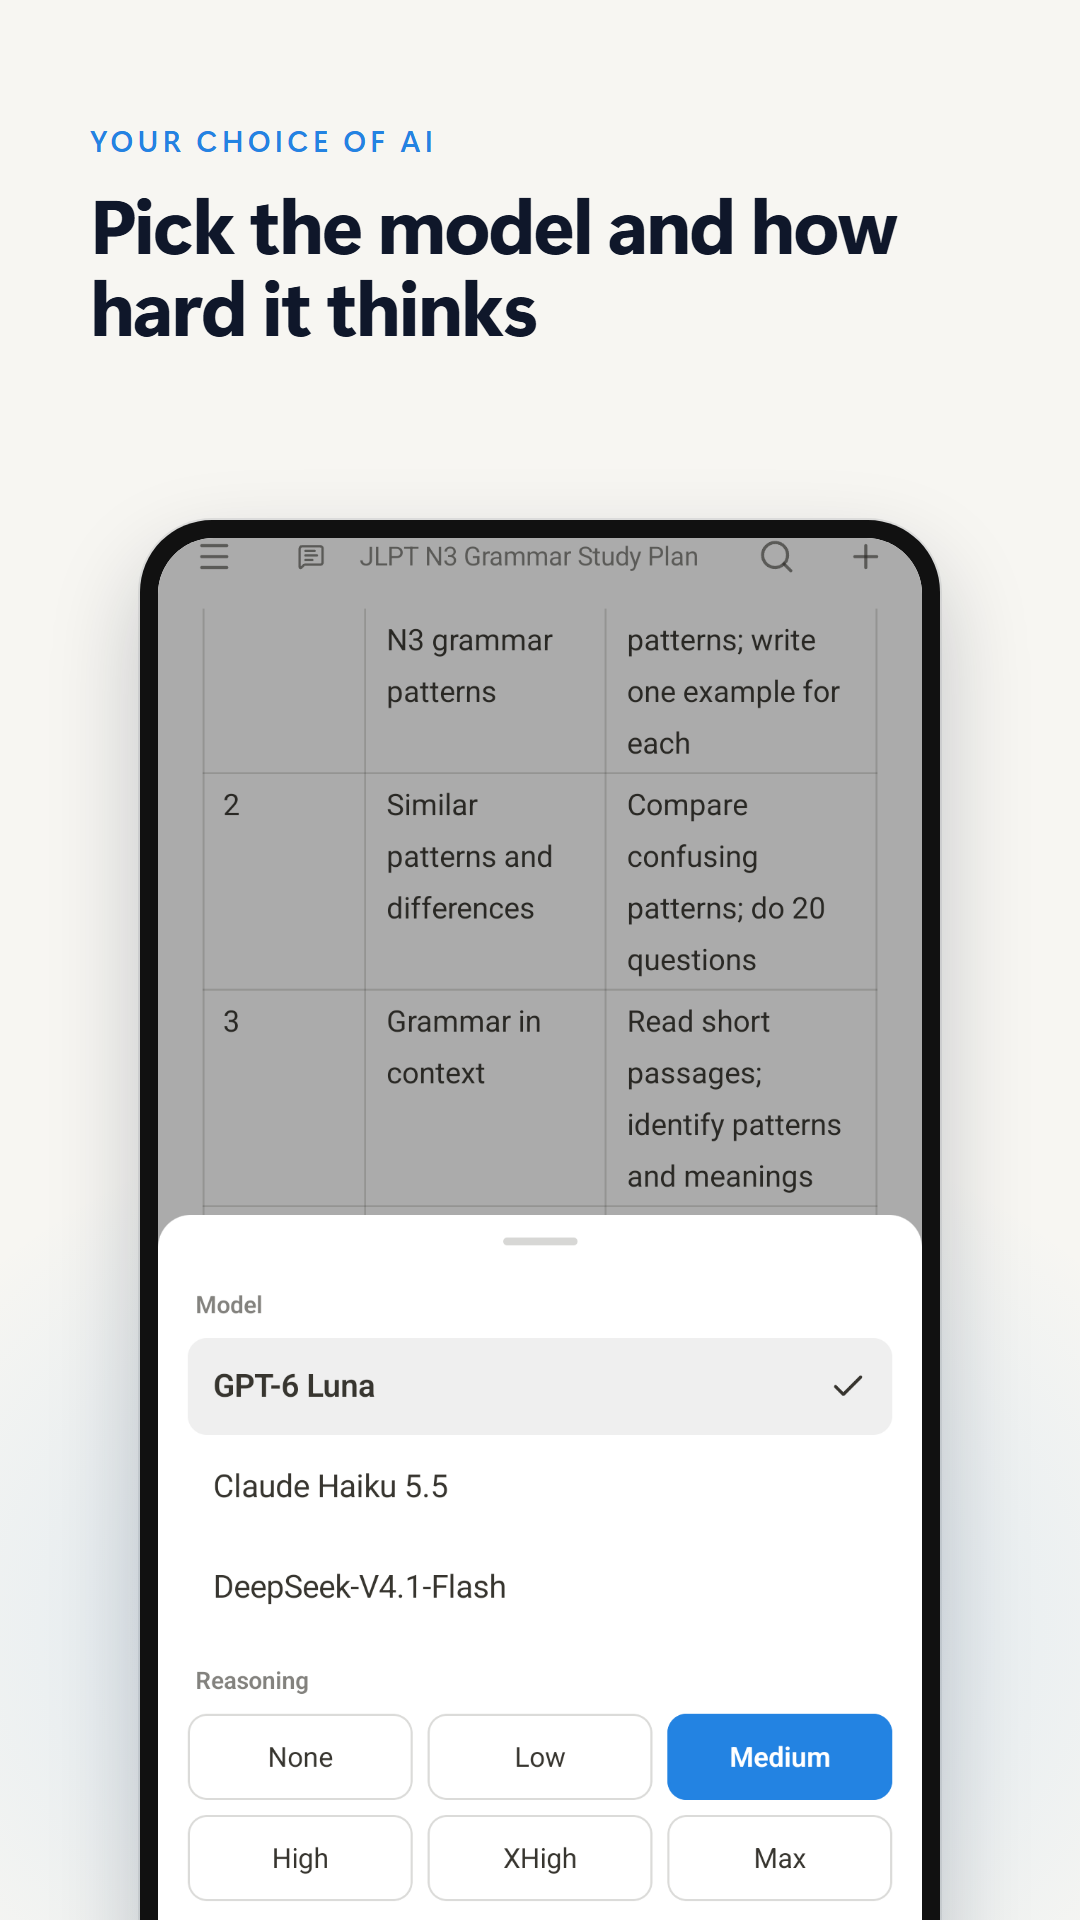 YOUR CHOICE OF AI
Pick the model and how
hard it thinks
JLPT N3 Grammar Study Plan
N3 grammar
patterns
patterns; write
one example for
each
2
Similar
patterns and
differences
Compare
confusing
patterns; do 20
questions
3
Grammar in
context
Read short
passages;
identify patterns
and meanings
Model
GPT-6 Luna
Claude Haiku 5.5
DeepSeek-V4.1-Flash
Reasoning
None
Low
Medium
High
XHigh
Max